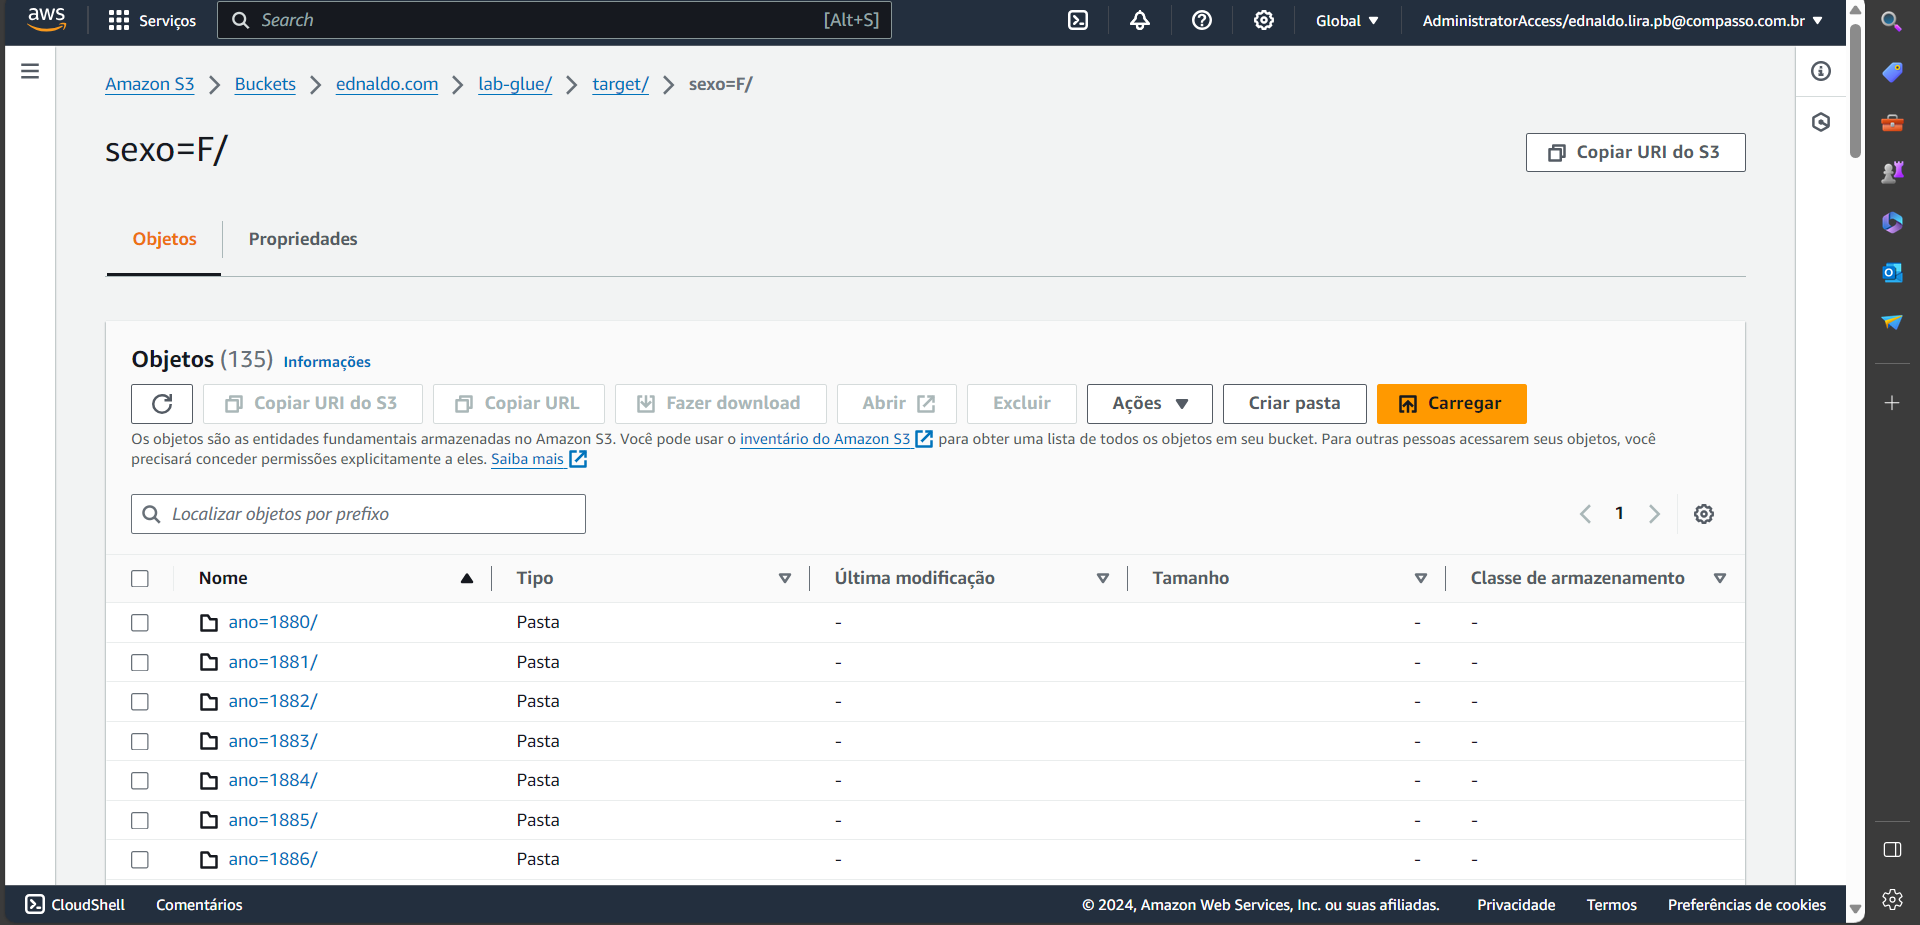 aws Serviços Search [Alt+S] Global AdministratorAccess/ednaldo.lira.pb@compasso.com.br
Amazon S3 Buckets ednaldo.com lab-glue/ target/ sexo=F/
sexo=F/
Copiar URI do S3
Objetos Propriedades
Objetos (135) Informações
Copiar URI do S3 Copiar URL Fazer download Abrir Excluir Ações Criar pasta Carregar
Os objetos são as entidades fundamentais armazenadas no Amazon S3. Você pode usar o inventário do Amazon S3 para obter uma lista de todos os objetos em seu bucket. Para outras pessoas acessarem seus objetos, você
precisará conceder permissões explicitamente a eles. Saiba mais
Localizar objetos por prefixo
1
Nome Tipo Última modificação Tamanho Classe de armazenamento
ano=1880/ Pasta - - -
ano=1881/ Pasta - - -
ano=1882/ Pasta - - -
ano=1883/ Pasta - - -
ano=1884/ Pasta - - -
ano=1885/ Pasta - - -
ano=1886/ Pasta - - -
CloudShell Comentários © 2024, Amazon Web Services, Inc. ou suas afiliadas. Privacidade Termos Preferências de cookies